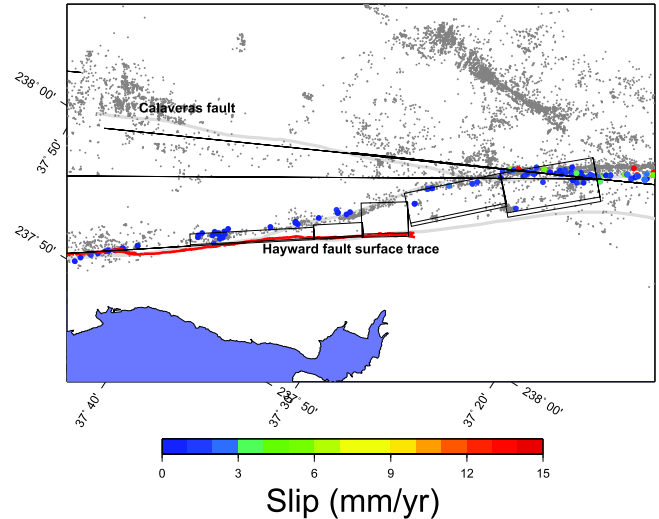 238° 00'
Calaveras fault
37° 50'
237° 50'
Hayward fault surface trace
37° 40'
237° 50'
37° 30'
37° 20'
238° 00'
0 3 6 9 12 15
Slip (mm/yr)